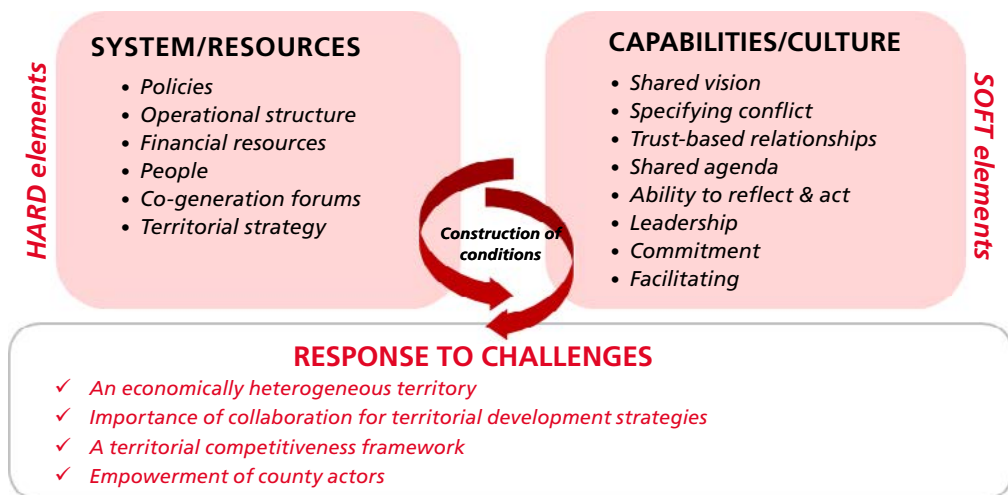 HARD elements
SYSTEM/RESOURCES
• Policies
• Operational structure
• Financial resources
• People
• Co-generation forums
• Territorial strategy
CAPABILITIES/CULTURE
• Shared vision
• Specifying conflict
• Trust-based relationships
• Shared agenda
• Ability to reflect & act
• Leadership
• Commitment
• Facilitating
SOFT elements
Construction of
conditions
RESPONSE TO CHALLENGES
✓ An economically heterogeneous territory
✓ Importance of collaboration for territorial development strategies
✓ A territorial competitiveness framework
✓ Empowerment of county actors